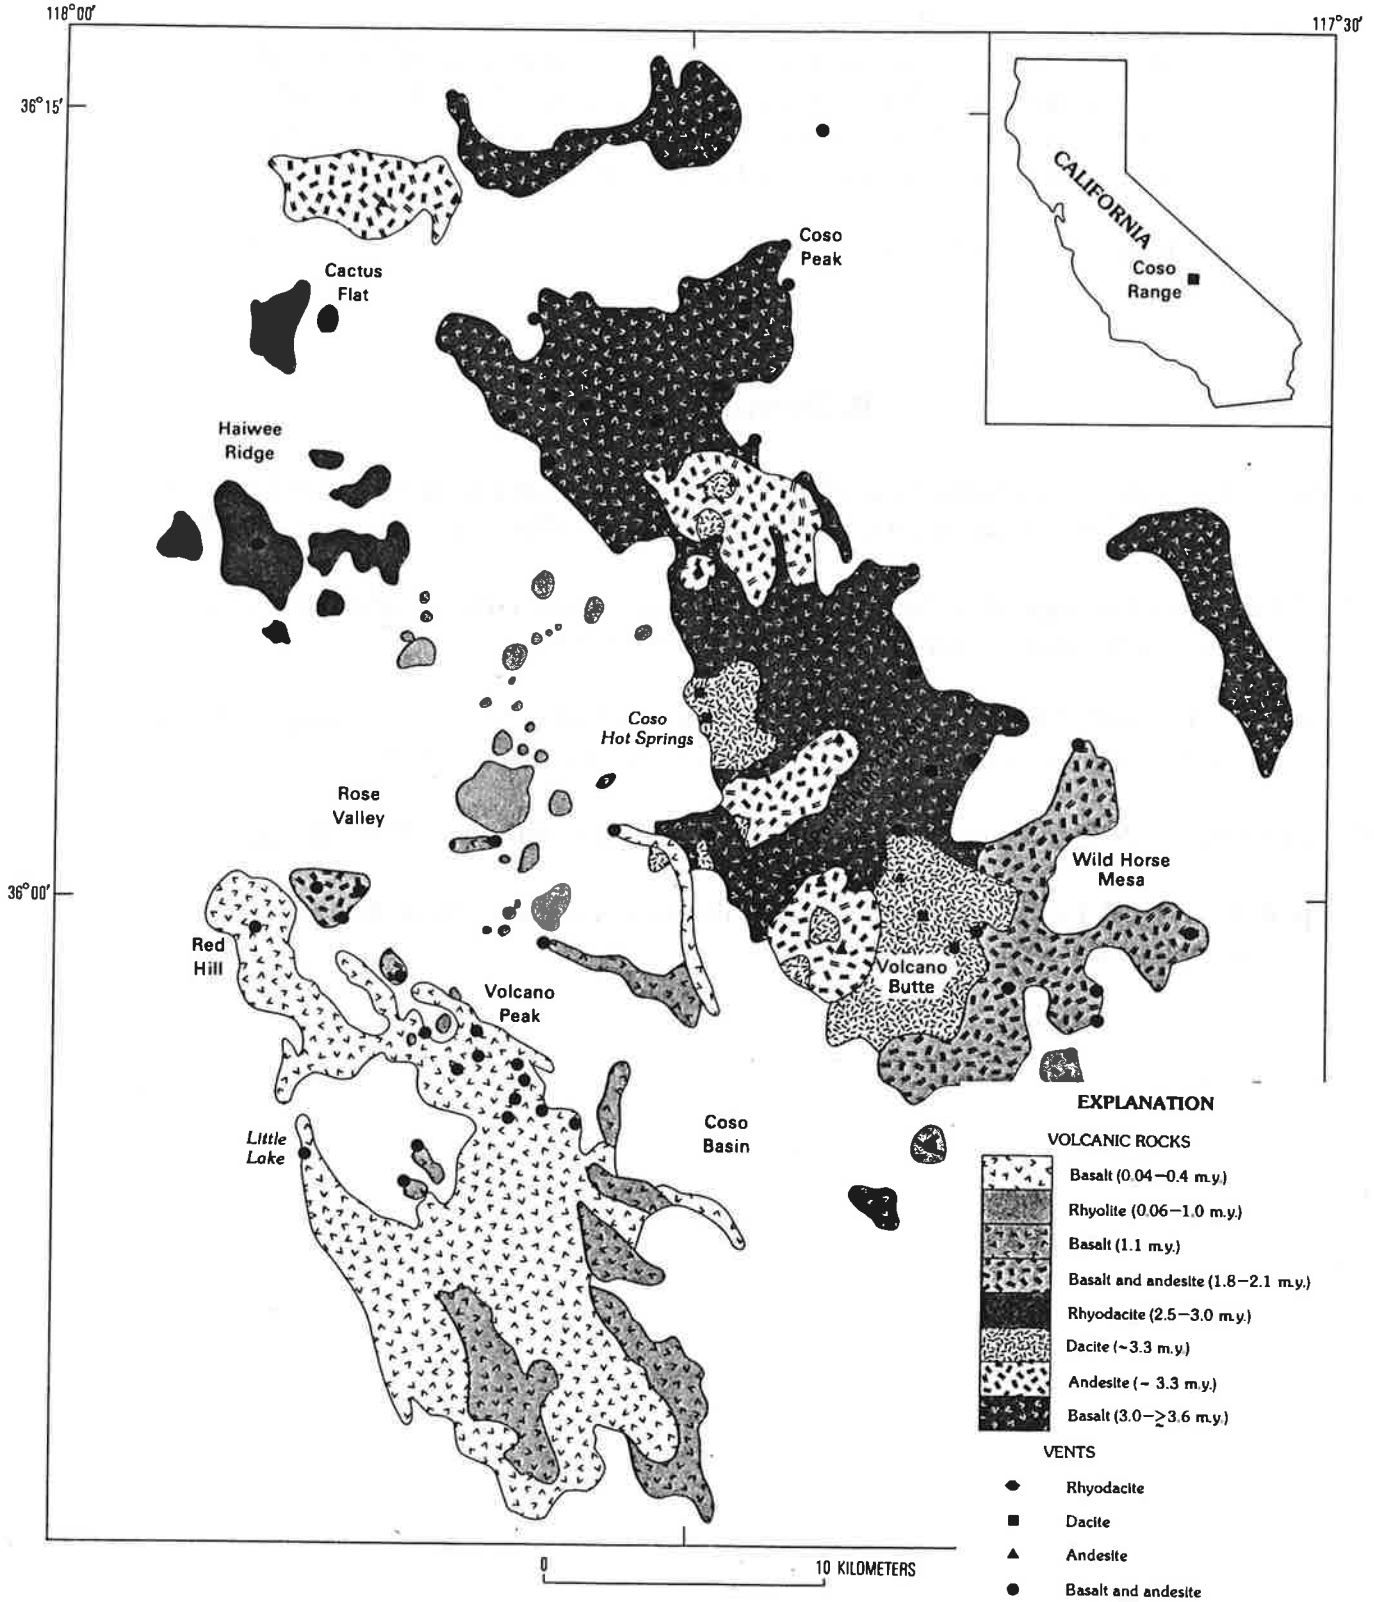 118°00'
117°30'
36°15'
CALIFORNIA
Coso
Range
Coso
Peak
Cactus
Flat
Haiwee
Ridge
Coso
Hot Springs
Rose
Valley
Wild Horse
Mesa
36°00'
Red
Hill
Volcano
Butte
Volcano
Peak
Little
Lake
Coso
Basin
EXPLANATION
VOLCANIC ROCKS
Basalt (0.04–0.4 m.y.)
Rhyolite (0.06–1.0 m.y.)
Basalt (1.1 m.y.)
Basalt and andesite (1.8–2.1 m.y.)
Rhyodacite (2.5–3.0 m.y.)
Dacite (~3.3 m.y.)
Andesite (~ 3.3 m.y.)
Basalt (3.0–≥3.6 m.y.)
VENTS
Rhyodacite
Dacite
Andesite
Basalt and andesite
0 10 KILOMETERS